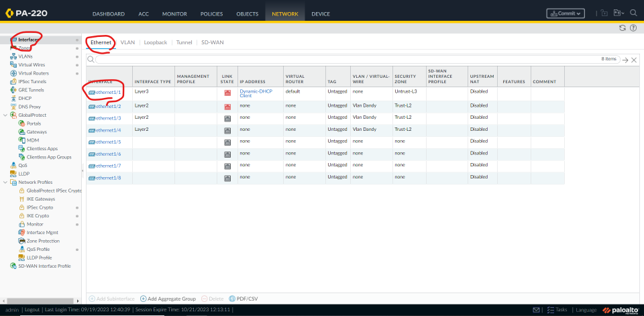 PA-220
DASHBOARD ACC MONITOR POLICIES OBJECTS NETWORK DEVICE
Commit
Interfaces
Zones
VLANs
Virtual Wires
Virtual Routers
IPSec Tunnels
GRE Tunnels
DHCP
DNS Proxy
GlobalProtect
Portals
Gateways
MDM
Clientless Apps
Clientless App Groups
QoS
LLDP
Network Profiles
GlobalProtect IPSec Crypto
IKE Gateways
IPSec Crypto
IKE Crypto
Monitor
Interface Mgmt
Zone Protection
QoS Profile
LLDP Profile
SD-WAN Interface Profile
Ethernet VLAN Loopback Tunnel SD-WAN
8 items
INTERFACE INTERFACE TYPE MANAGEMENT PROFILE LINK STATE IP ADDRESS VIRTUAL ROUTER TAG VLAN / VIRTUAL-WIRE SECURITY ZONE SD-WAN INTERFACE PROFILE UPSTREAM NAT FEATURES COMMENT
ethernet1/1 Layer3 Dynamic-DHCP Client default Untagged none Untrust-L3 Disabled
ethernet1/2 Layer2 none none Untagged Vlan Dandy Trust-L2 Disabled
ethernet1/3 Layer2 none none Untagged Vlan Dandy Trust-L2 Disabled
ethernet1/4 Layer2 none none Untagged Vlan Dandy Trust-L2 Disabled
ethernet1/5 none none Untagged none none Disabled
ethernet1/6 none none Untagged none none Disabled
ethernet1/7 none none Untagged none none Disabled
ethernet1/8 none none Untagged none none Disabled
Add Subinterface Add Aggregate Group Delete PDF/CSV
admin | Logout | Last Login Time: 09/19/2023 12:40:39 | Session Expire Time: 10/21/2023 12:13:11 | Tasks | Language paloalto